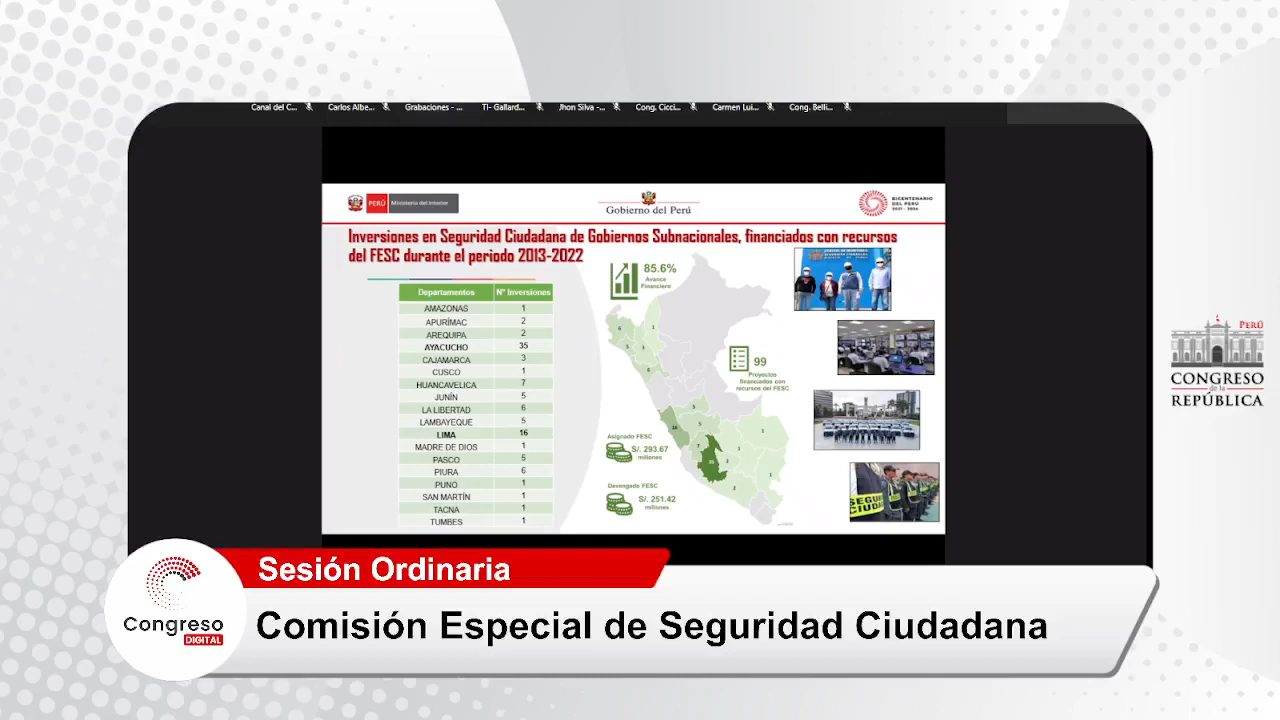 Canal del C...
Carlos Albe...
Grabaciones - ...
TI- Gallard...
Jhon Silva -...
Cong. Cicci...
Carmen Lui...
Cong. Belli...
PERÚ
Ministerio del Interior
Gobierno del Perú
BICENTENARIO
DEL PERÚ
2021 - 2024
Inversiones en Seguridad Ciudadana de Gobiernos Subnacionales, financiados con recursos
del FESC durante el periodo 2013-2022
Departamentos N° Inversiones
AMAZONAS 1
APURÍMAC 2
AREQUIPA 2
AYACUCHO 35
CAJAMARCA 3
CUSCO 1
HUANCAVELICA 7
JUNÍN 5
LA LIBERTAD 6
LAMBAYEQUE 5
LIMA 16
MADRE DE DIOS 1
PASCO 5
PIURA 6
PUNO 1
SAN MARTÍN 1
TACNA 1
TUMBES 1
85.6%
Avance
Financiero
99
Proyectos
financiados con
recursos del FESC
Asignado FESC
S/. 293.67
millones
Devengado FESC
S/. 251.42
millones
SEGURI
CIUDA
PERÚ
CONGRESO
de la
REPÚBLICA
Sesión Ordinaria
Congreso
DIGITAL
Comisión Especial de Seguridad Ciudadana